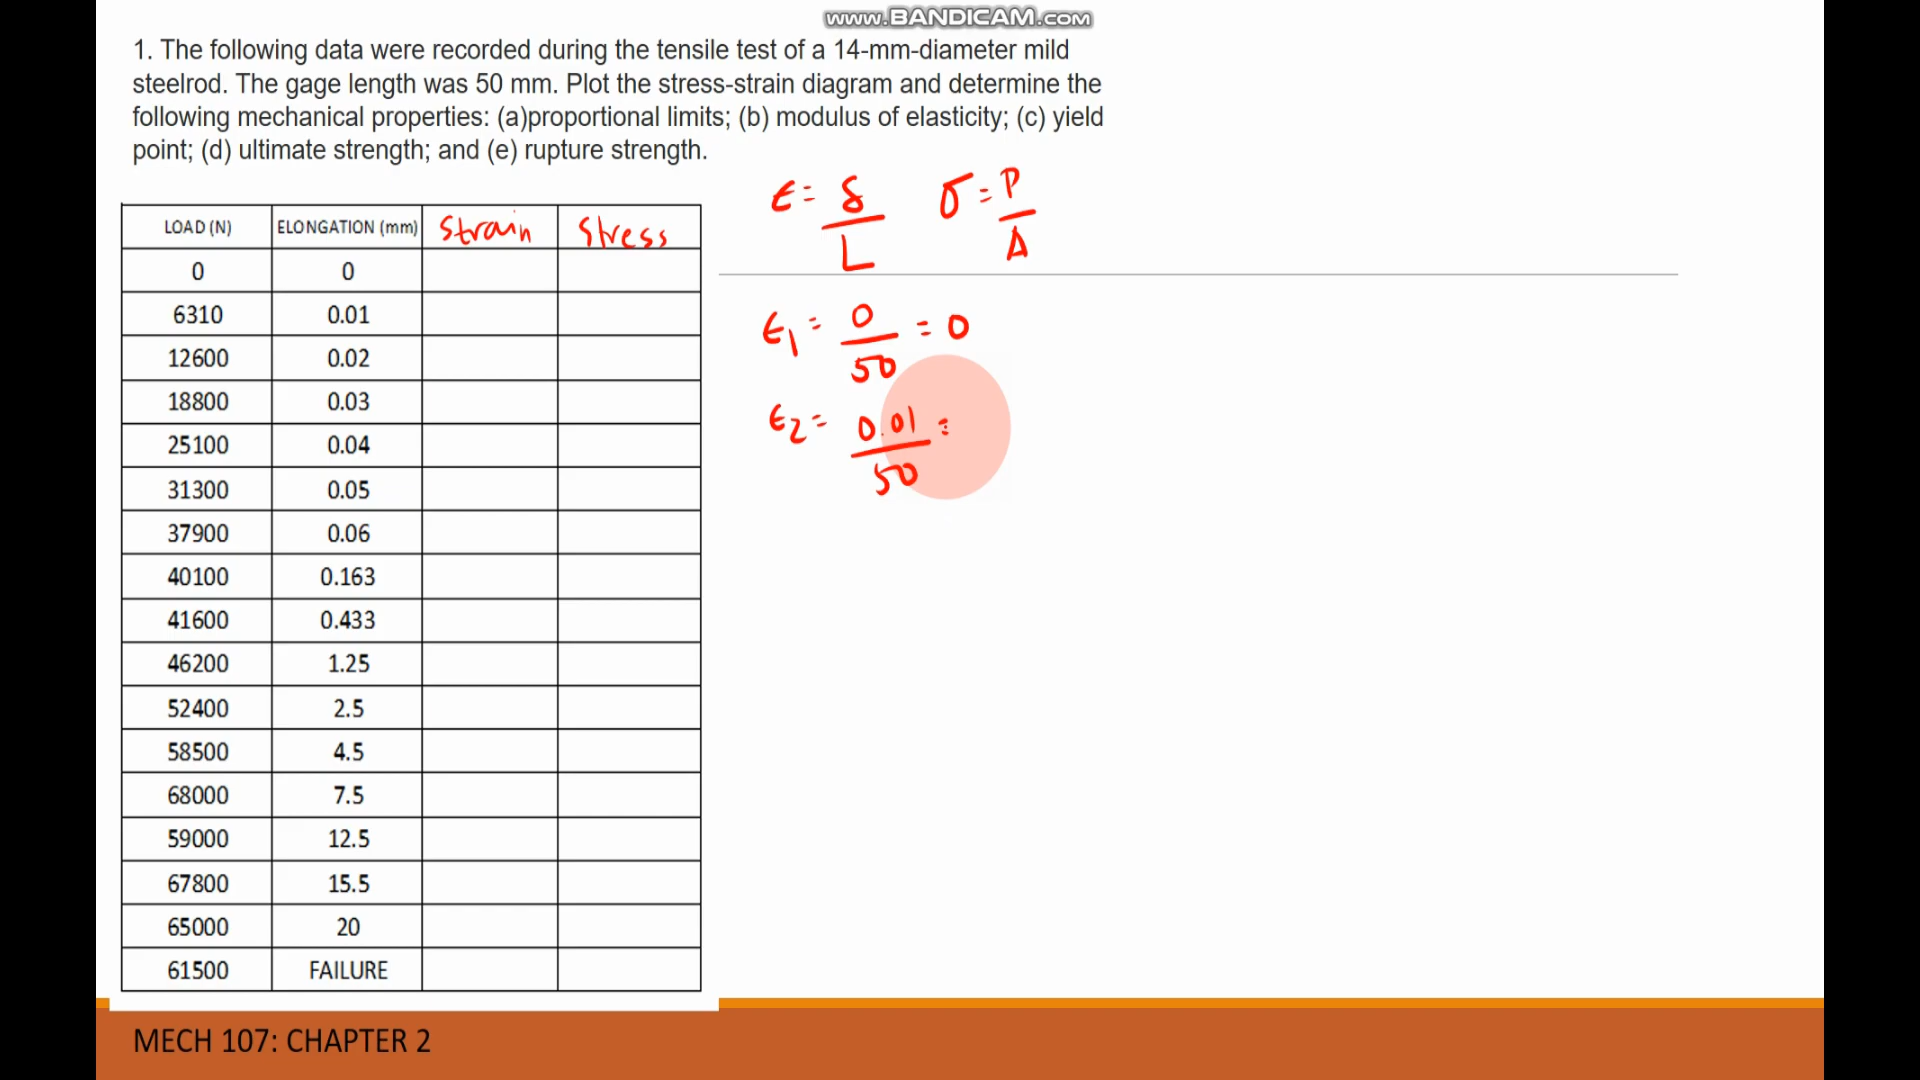 www.BANDICAM.com
1. The following data were recorded during the tensile test of a 14-mm-diameter mild
steelrod. The gage length was 50 mm. Plot the stress-strain diagram and determine the
following mechanical properties: (a)proportional limits; (b) modulus of elasticity; (c) yield
point; (d) ultimate strength; and (e) rupture strength.
ϵ = δ/L σ = P/A
LOAD (N) ELONGATION (mm) Strain Stress
0 0
6310 0.01
12600 0.02
18800 0.03
25100 0.04
31300 0.05
37900 0.06
40100 0.163
41600 0.433
46200 1.25
52400 2.5
58500 4.5
68000 7.5
59000 12.5
67800 15.5
65000 20
61500 FAILURE
ϵ1 = 0/50 = 0
ϵ2 = 0.01/50 =
MECH 107: CHAPTER 2